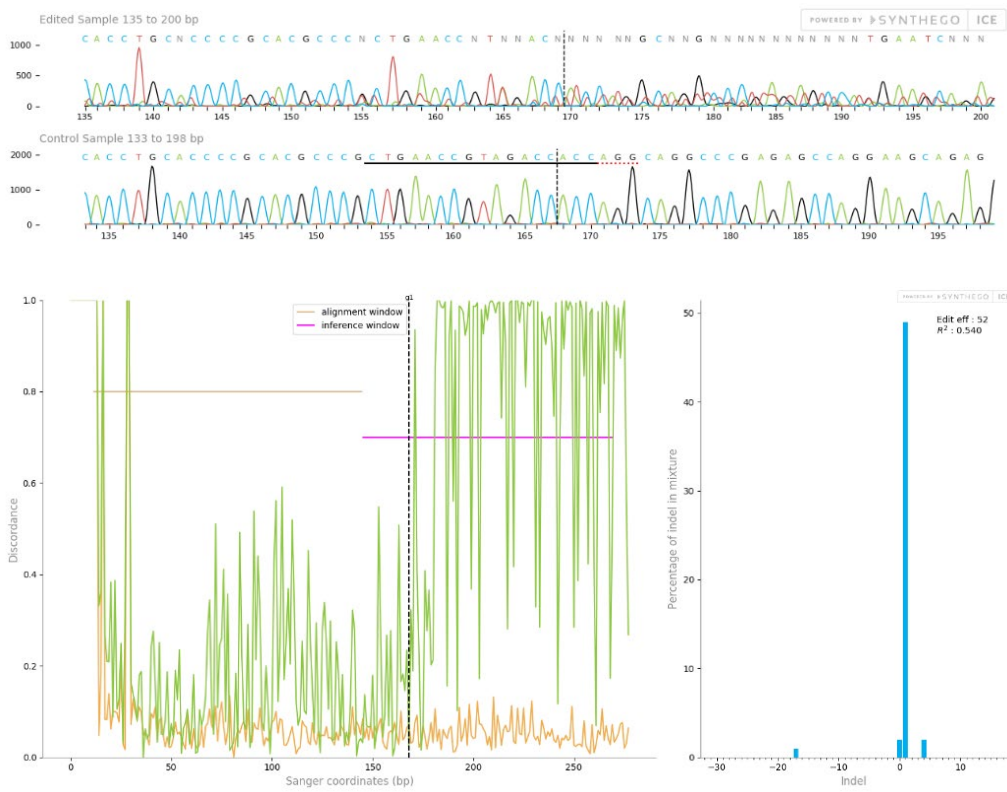 Edited Sample 135 to 200 bp
POWERED BY SYNTHEGO ICE
C A C C T G C N C C C C G C A C G C C C N C T G A A C C N T N N A C N N N N N N G C N N G N N N N N N N N N N N N T G A A T C N N N
1000
500
0
135 140 145 150 155 160 165 170 175 180 185 190 195 200
Control Sample 133 to 198 bp
C A C C T G C A C C C C G C A C G C C C G C T G A A C C G T A G A C C A C C A G G C A G G C C C G A G A G C C A G G A A G C A G A G
2000
1000
0
135 140 145 150 155 160 165 170 175 180 185 190 195
g1
alignment window
inference window
1.0
0.8
0.6
0.4
0.2
0.0
Discordance
0 50 100 150 200 250
Sanger coordinates (bp)
POWERED BY SYNTHEGO ICE
Edit eff : 52
R² : 0.540
50
40
30
20
10
0
Percentage of indel in mixture
−30 −20 −10 0 10
Indel